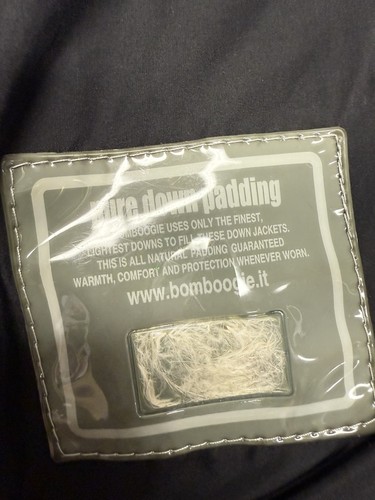 pure down padding
BOMBOOGIE USES ONLY THE FINEST,
LIGHTEST DOWNS TO FILL THESE DOWN JACKETS.
THIS IS ALL NATURAL PADDING GUARANTEED
WARMTH, COMFORT AND PROTECTION WHENEVER WORN.
www.bomboogie.it